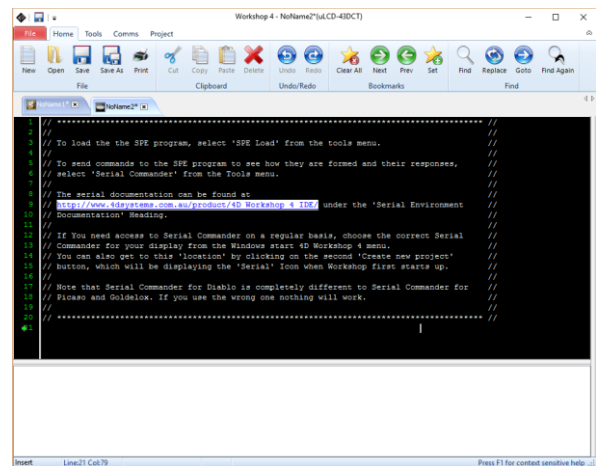 Workshop 4 - NoName2*(uLCD-43DCT)
File Home Tools Comms Project
New Open Save Save As Print Cut Copy Paste Delete Undo Redo Clear All Next Prev Set Find Replace Goto Find Again
File Clipboard Undo/Redo Bookmarks Find
NoName1* NoName2*
1 // ********************************************************************************** //
2 // //
3 // To load the the SPE program, select 'SPE Load' from the tools menu. //
4 // //
5 // To send commands to the SPE program to see how they are formed and their responses, //
6 // select 'Serial Commander' from the Tools menu. //
7 // //
8 // The serial documentation can be found at //
9 // http://www.4dsystems.com.au/product/4D_Workshop_4_IDE/ under the 'Serial Environment //
10 // Documentation' Heading. //
11 // //
12 // If You need access to Serial Commander on a regular basis, choose the correct Serial //
13 // Commander for your display from the Windows start 4D Workshop 4 menu. //
14 // You can also get to this 'location' by clicking on the second 'Create new project' //
15 // button, which will be displaying the 'Serial' Icon when Workshop first starts up. //
16 // //
17 // Note that Serial Commander for Diablo is completely different to Serial Commander for //
18 // Picaso and Goldelox. If you use the wrong one nothing will work. //
19 // //
20 // ********************************************************************************** //
21
Insert Line:21 Col:79 Press F1 for context sensitive help